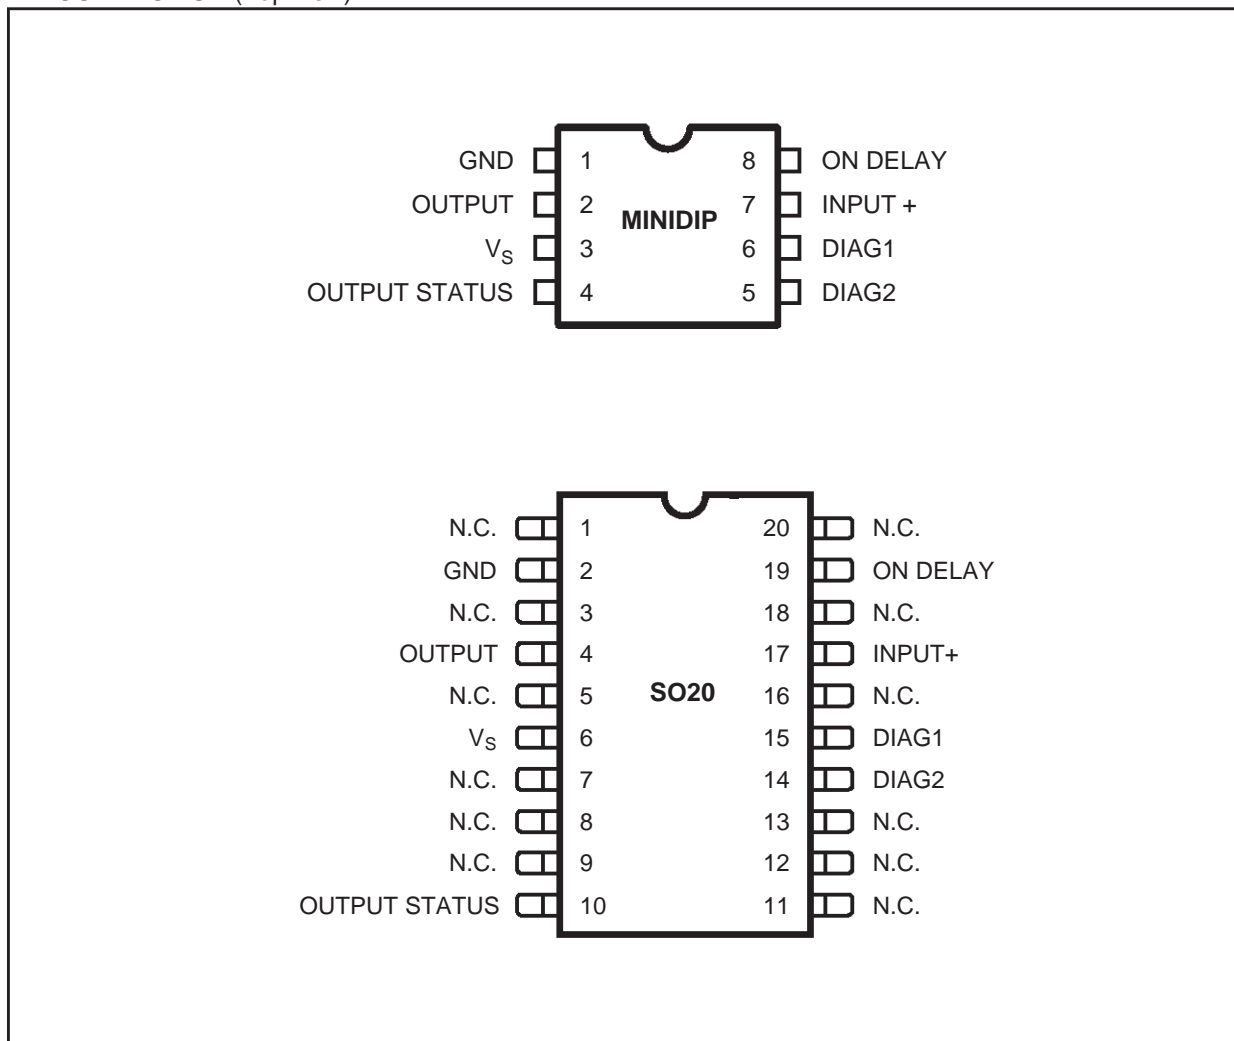 GND 1 8 ON DELAY
OUTPUT 2 7 INPUT +
MINIDIP
VS 3 6 DIAG1
OUTPUT STATUS 4 5 DIAG2
N.C. 1 20 N.C.
GND 2 19 ON DELAY
N.C. 3 18 N.C.
OUTPUT 4 17 INPUT+
N.C. 5 SO20 16 N.C.
VS 6 15 DIAG1
N.C. 7 14 DIAG2
N.C. 8 13 N.C.
N.C. 9 12 N.C.
OUTPUT STATUS 10 11 N.C.